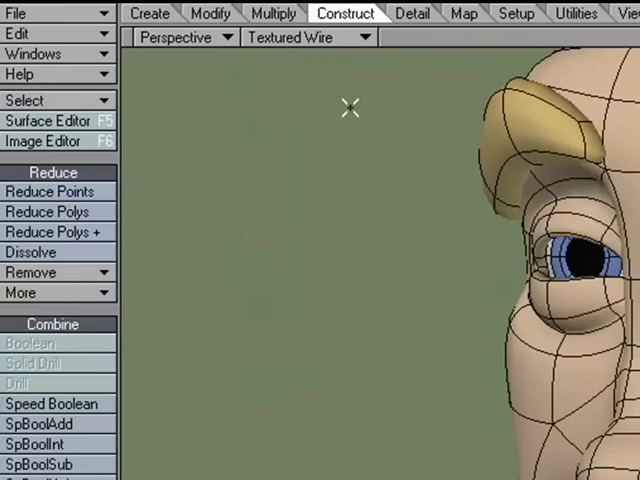 File
Create Modify Multiply Construct Detail Map Setup Utilities Vie
Edit
Perspective Textured Wire
Windows
Help
Select
Surface Editor F5
Image Editor F6
Reduce
Reduce Points
Reduce Polys
Reduce Polys +
Dissolve
Remove
More
Combine
Boolean
Solid Drill
Drill
Speed Boolean
SpBoolAdd
SpBoolInt
SpBoolSub